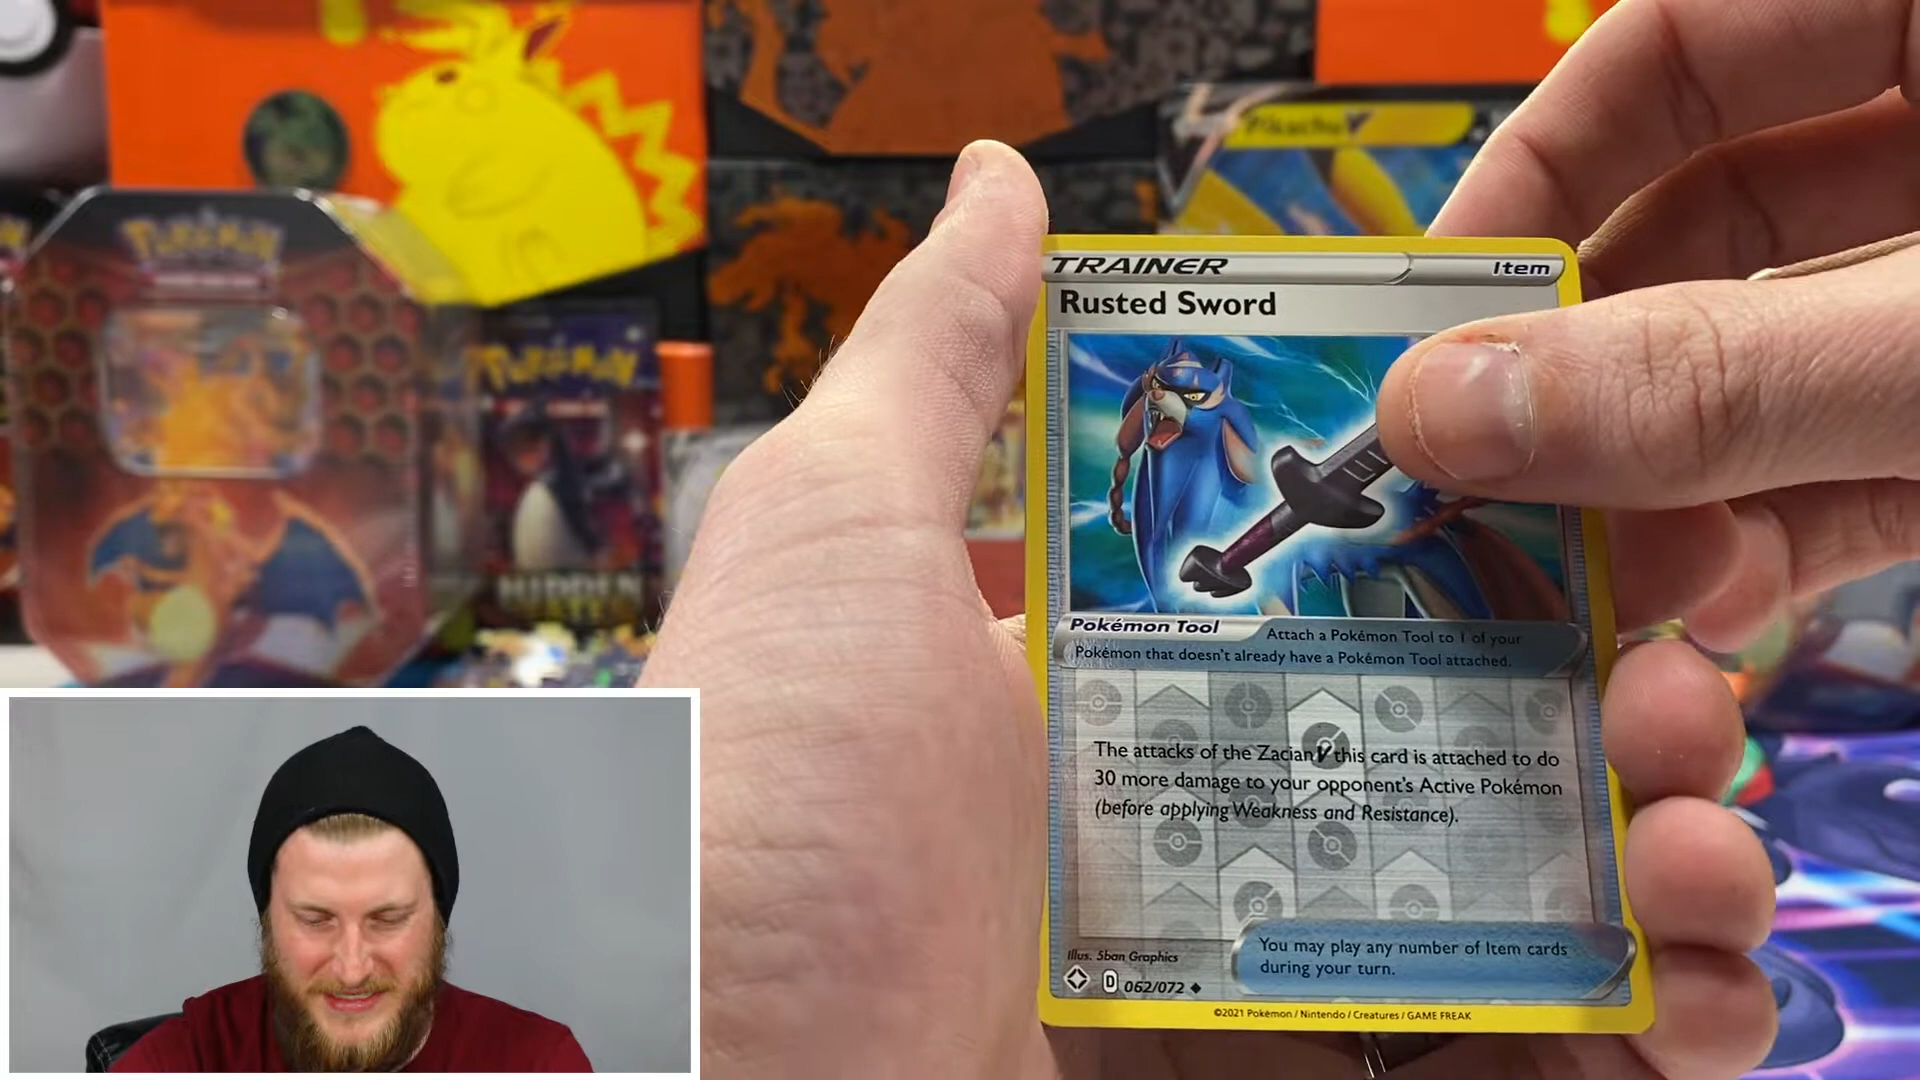 Pokémon
Pikachu V
Pokémon
HIDDEN
FATES
TRAINER
Item
Rusted Sword
Pokémon Tool
Attach a Pokémon Tool to 1 of your
Pokémon that doesn't already have a Pokémon Tool attached.
The attacks of the Zacian V this card is attached to do
30 more damage to your opponent's Active Pokémon
(before applying Weakness and Resistance).
You may play any number of Item cards
during your turn.
Illus. 5ban Graphics
D 062/072
©2021 Pokémon / Nintendo / Creatures / GAME FREAK